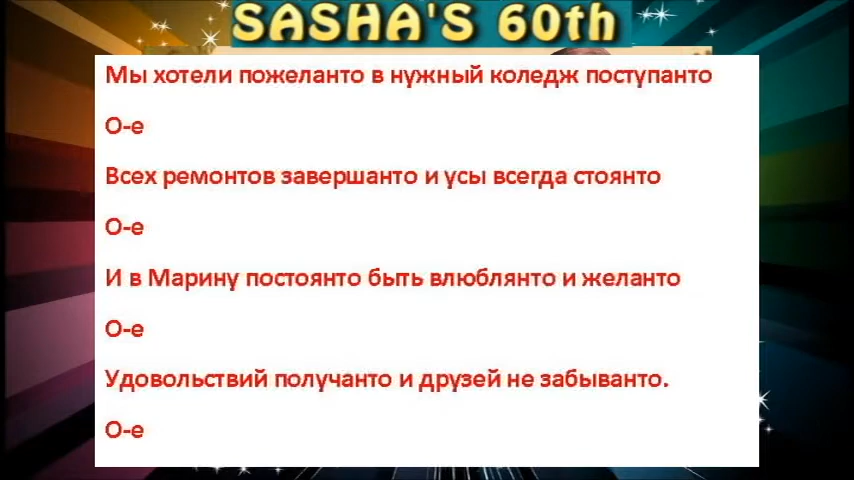 SASHA'S 60th
Мы хотели пожеланто в нужный коледж поступанто
О-е
Всех ремонтов завершанто и усы всегда стоянто
О-е
И в Марину постоянто быть влюблянто и желанто
О-е
Удовольствий получанто и друзей не забыванто.
О-е